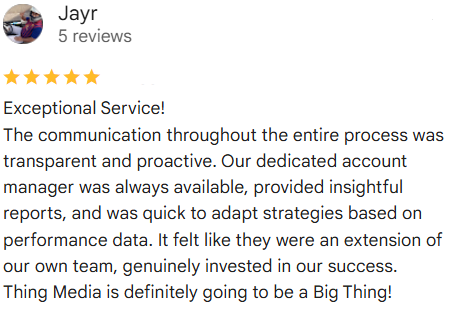 Jayr
5 reviews
Exceptional Service!
The communication throughout the entire process was
transparent and proactive. Our dedicated account
manager was always available, provided insightful
reports, and was quick to adapt strategies based on
performance data. It felt like they were an extension of
our own team, genuinely invested in our success.
Thing Media is definitely going to be a Big Thing!